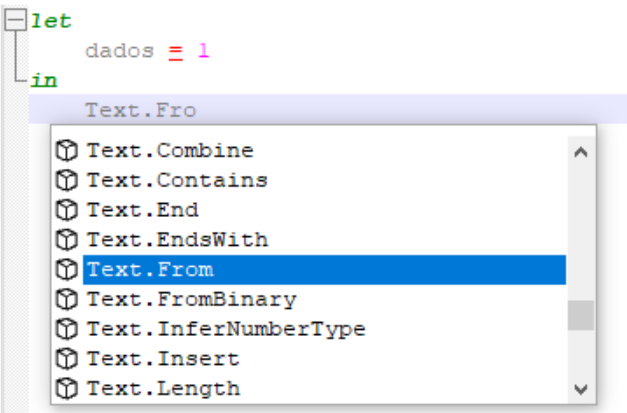 let
dados = 1
in
Text.Fro
Text.Combine
Text.Contains
Text.End
Text.EndsWith
Text.From
Text.FromBinary
Text.InferNumberType
Text.Insert
Text.Length